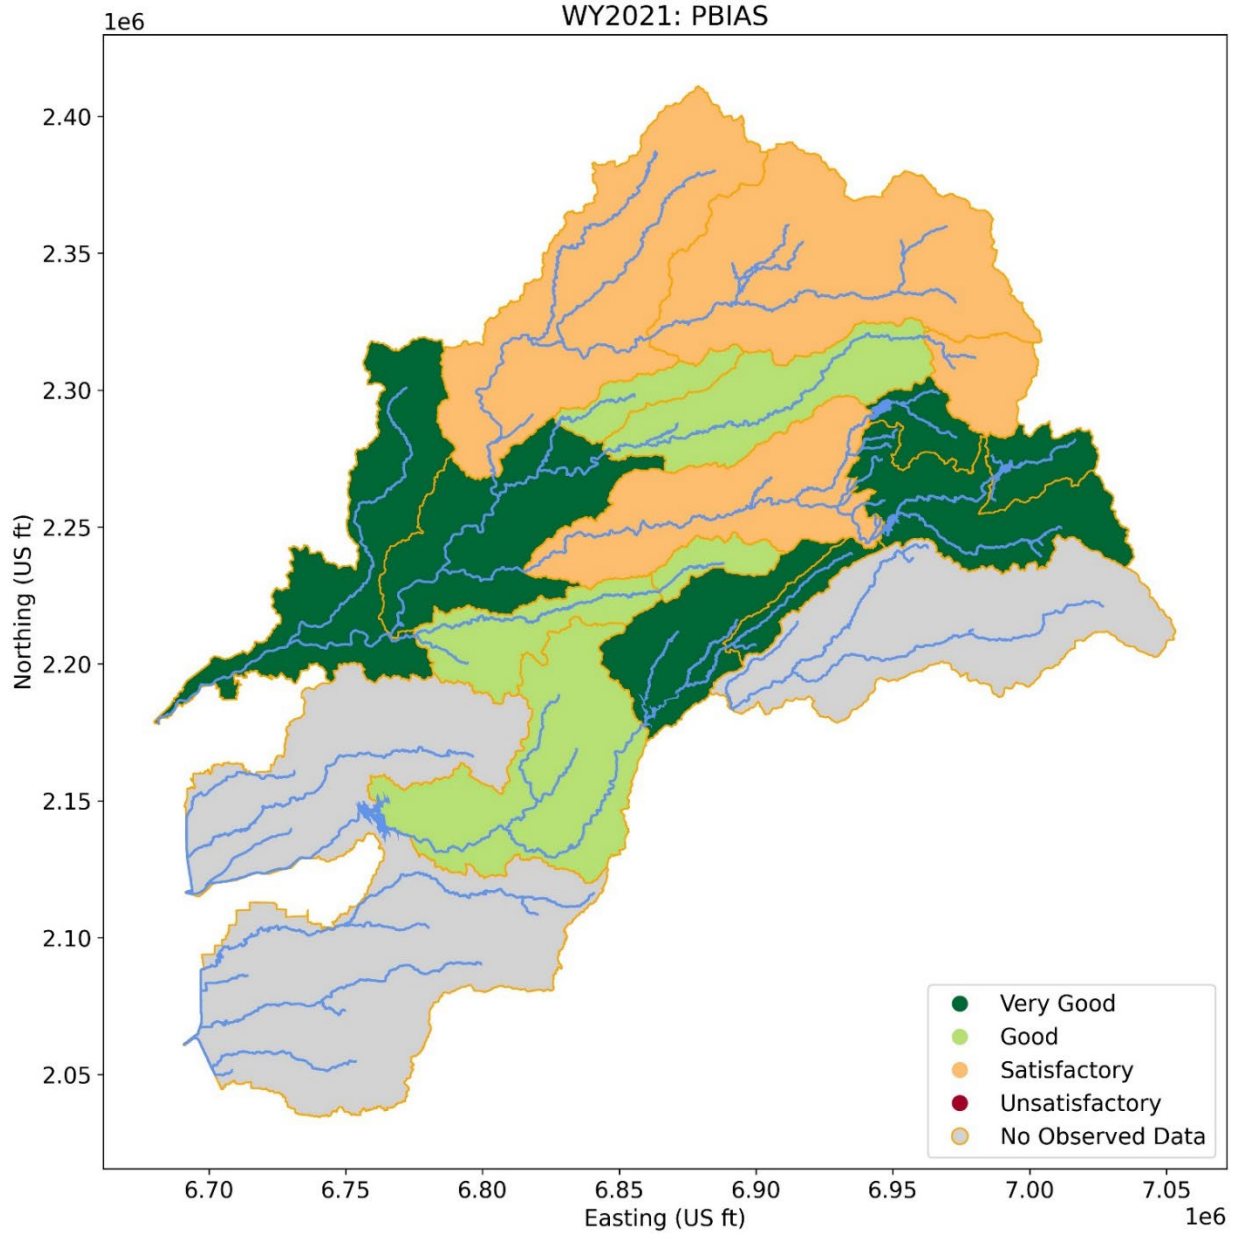 WY2021: PBIAS
1e6
2.40
2.35
2.30
2.25
2.20
2.15
2.10
2.05
Northing (US ft)
6.70 6.75 6.80 6.85 6.90 6.95 7.00 7.05
Easting (US ft)
1e6
Very Good
Good
Satisfactory
Unsatisfactory
No Observed Data